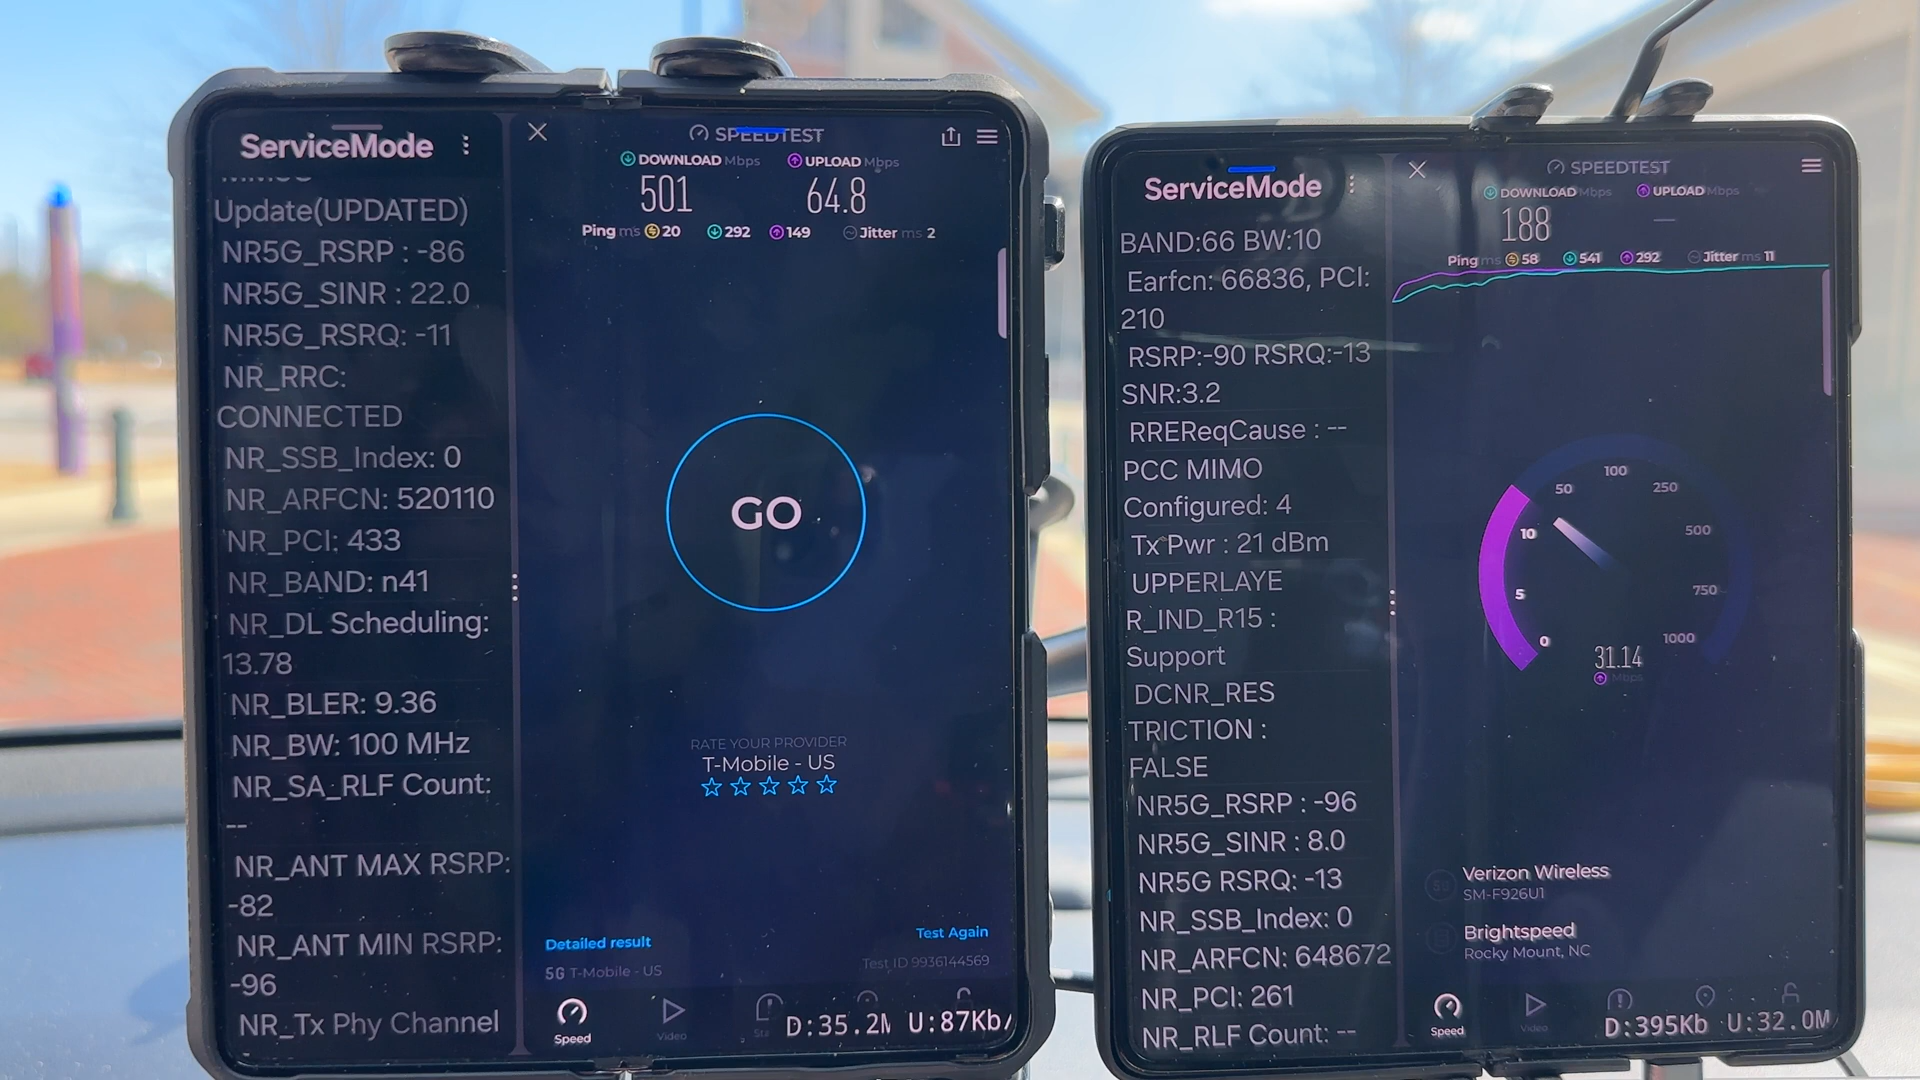 ServiceMode
Update(UPDATED)
NR5G_RSRP : -86
NR5G_SINR : 22.0
NR5G_RSRQ: -11
NR_RRC:
CONNECTED
NR_SSB_Index: 0
NR_ARFCN: 520110
NR_PCI: 433
NR_BAND: n41
NR_DL Scheduling:
13.78
NR_BLER: 9.36
NR_BW: 100 MHz
NR_SA_RLF Count:
--
NR_ANT MAX RSRP:
-82
NR_ANT MIN RSRP:
-96
NR_Tx Phy Channel
SPEEDTEST
DOWNLOAD Mbps UPLOAD Mbps
501 64.8
Ping ms 20 292 149 Jitter ms 2
GO
RATE YOUR PROVIDER
T-Mobile - US
Detailed result Test Again
5G T-Mobile - US Test ID 9936144569
Speed Video
D:35.2M U:87Kb/
ServiceMode
BAND:66 BW:10
Earfcn: 66836, PCI:
210
RSRP:-90 RSRQ:-13
SNR:3.2
RREReqCause : --
PCC MIMO
Configured: 4
Tx Pwr : 21 dBm
UPPERLAYE
R_IND_R15 :
Support
DCNR_RES
TRICTION :
FALSE
NR5G_RSRP : -96
NR5G_SINR : 8.0
NR5G RSRQ: -13
NR_SSB_Index: 0
NR_ARFCN: 648672
NR_PCI: 261
NR_RLF Count: --
SPEEDTEST
DOWNLOAD Mbps UPLOAD Mbps
188 —
Ping ms 58 541 292 Jitter ms 11
0 5 10 50 100 250 500 750 1000
31.14
Mbps
Verizon Wireless
SM-F926U1
Brightspeed
Rocky Mount, NC
Speed Video
D:395Kb U:32.0M